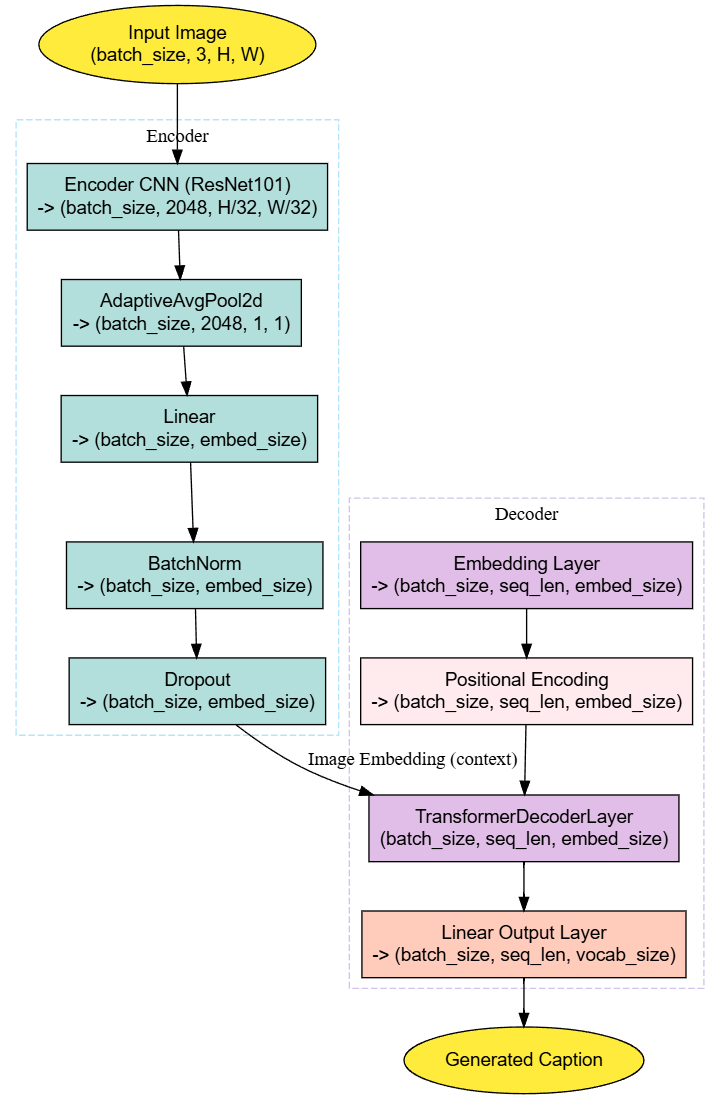 Input Image
(batch_size, 3, H, W)
Encoder
Encoder CNN (ResNet101)
-> (batch_size, 2048, H/32, W/32)
AdaptiveAvgPool2d
-> (batch_size, 2048, 1, 1)
Linear
-> (batch_size, embed_size)
BatchNorm
-> (batch_size, embed_size)
Dropout
-> (batch_size, embed_size)
Decoder
Embedding Layer
-> (batch_size, seq_len, embed_size)
Positional Encoding
-> (batch_size, seq_len, embed_size)
Image Embedding (context)
TransformerDecoderLayer
(batch_size, seq_len, embed_size)
Linear Output Layer
-> (batch_size, seq_len, vocab_size)
Generated Caption